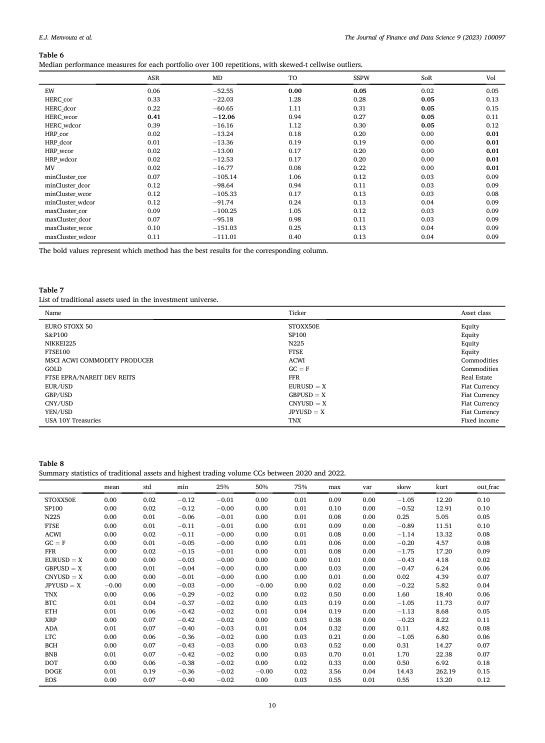 E.J. Menvouta et al.
The Journal of Finance and Data Science 9 (2023) 100097
Table 6
Median performance measures for each portfolio over 100 repetitions, with skewed-t cellwise outliers.
ASR MD TO SSPW SoR Vol
EW 0.06 −52.55 0.00 0.05 0.02 0.05
HERC_cor 0.33 −22.03 1.28 0.28 0.05 0.13
HERC_dcor 0.22 −60.65 1.11 0.31 0.05 0.15
HERC_wcor 0.41 −12.06 0.94 0.27 0.05 0.11
HERC_wdcor 0.39 −16.16 1.12 0.30 0.05 0.12
HRP_cor 0.02 −13.24 0.18 0.20 0.00 0.01
HRP_dcor 0.01 −13.36 0.19 0.19 0.00 0.01
HRP_wcor 0.02 −13.00 0.17 0.20 0.00 0.01
HRP_wdcor 0.02 −12.53 0.17 0.20 0.00 0.01
MV 0.02 −16.77 0.08 0.22 0.00 0.01
minCluster_cor 0.07 −105.14 1.06 0.12 0.03 0.09
minCluster_dcor 0.12 −98.64 0.94 0.11 0.03 0.09
minCluster_wcor 0.12 −105.33 0.17 0.13 0.03 0.08
minCluster_wdcor 0.12 −91.74 0.24 0.13 0.04 0.09
maxCluster_cor 0.09 −100.25 1.05 0.12 0.03 0.09
maxCluster_dcor 0.07 −95.18 0.98 0.11 0.03 0.09
maxCluster_wcor 0.10 −151.03 0.25 0.13 0.04 0.09
maxCluster_wdcor 0.11 −111.01 0.40 0.13 0.04 0.09
The bold values represent which method has the best results for the corresponding column.
Table 7
List of traditional assets used in the investment universe.
Name Ticker Asset class
EURO STOXX 50 STOXX50E Equity
S&P100 SP100 Equity
NIKKEI225 N225 Equity
FTSE100 FTSE Equity
MSCI ACWI COMMODITY PRODUCER ACWI Commodities
GOLD GC = F Commodities
FTSE EPRA/NAREIT DEV REITS FFR Real Estate
EUR/USD EURUSD = X Fiat Currency
GBP/USD GBPUSD = X Fiat Currency
CNY/USD CNYUSD = X Fiat Currency
YEN/USD JPYUSD = X Fiat Currency
USA 10Y Treasuries TNX Fixed income
Table 8
Summary statistics of traditional assets and highest trading volume CCs between 2020 and 2022.
mean std min 25% 50% 75% max var skew kurt out_frac
STOXX50E 0.00 0.02 −0.12 −0.01 0.00 0.01 0.09 0.00 −1.05 12.20 0.10
SP100 0.00 0.02 −0.12 −0.00 0.00 0.01 0.10 0.00 −0.52 12.91 0.10
N225 0.00 0.01 −0.06 −0.01 0.00 0.01 0.08 0.00 0.25 5.05 0.05
FTSE 0.00 0.01 −0.11 −0.01 0.00 0.01 0.09 0.00 −0.89 11.51 0.10
ACWI 0.00 0.02 −0.11 −0.00 0.00 0.01 0.08 0.00 −1.14 13.32 0.08
GC = F 0.00 0.01 −0.05 −0.00 0.00 0.01 0.06 0.00 −0.20 4.57 0.08
FFR 0.00 0.02 −0.15 −0.01 0.00 0.01 0.08 0.00 −1.75 17.20 0.09
EURUSD = X 0.00 0.00 −0.03 −0.00 0.00 0.00 0.01 0.00 −0.43 4.18 0.02
GBPUSD = X 0.00 0.01 −0.04 −0.00 0.00 0.00 0.03 0.00 −0.47 6.24 0.06
CNYUSD = X 0.00 0.00 −0.01 −0.00 0.00 0.00 0.01 0.00 0.02 4.39 0.07
JPYUSD = X −0.00 0.00 −0.03 −0.00 −0.00 0.00 0.02 0.00 −0.22 5.82 0.04
TNX 0.00 0.06 −0.29 −0.02 0.00 0.02 0.50 0.00 1.60 18.40 0.06
BTC 0.01 0.04 −0.37 −0.02 0.00 0.03 0.19 0.00 −1.05 11.73 0.07
ETH 0.01 0.06 −0.42 −0.02 0.01 0.04 0.19 0.00 −1.13 8.68 0.05
XRP 0.00 0.07 −0.42 −0.02 0.00 0.03 0.38 0.00 −0.23 8.22 0.11
ADA 0.01 0.07 −0.40 −0.03 0.01 0.04 0.32 0.00 0.11 4.82 0.08
LTC 0.00 0.06 −0.36 −0.02 0.00 0.03 0.21 0.00 −1.05 6.80 0.06
BCH 0.00 0.07 −0.43 −0.03 0.00 0.03 0.52 0.00 0.31 14.27 0.07
BNB 0.01 0.07 −0.42 −0.02 0.00 0.03 0.70 0.01 1.70 22.38 0.07
DOT 0.00 0.06 −0.38 −0.02 0.00 0.02 0.33 0.00 0.50 6.92 0.18
DOGE 0.01 0.19 −0.36 −0.02 −0.00 0.02 3.56 0.04 14.43 262.19 0.15
EOS 0.00 0.07 −0.40 −0.02 0.00 0.03 0.55 0.01 0.55 13.20 0.12
10